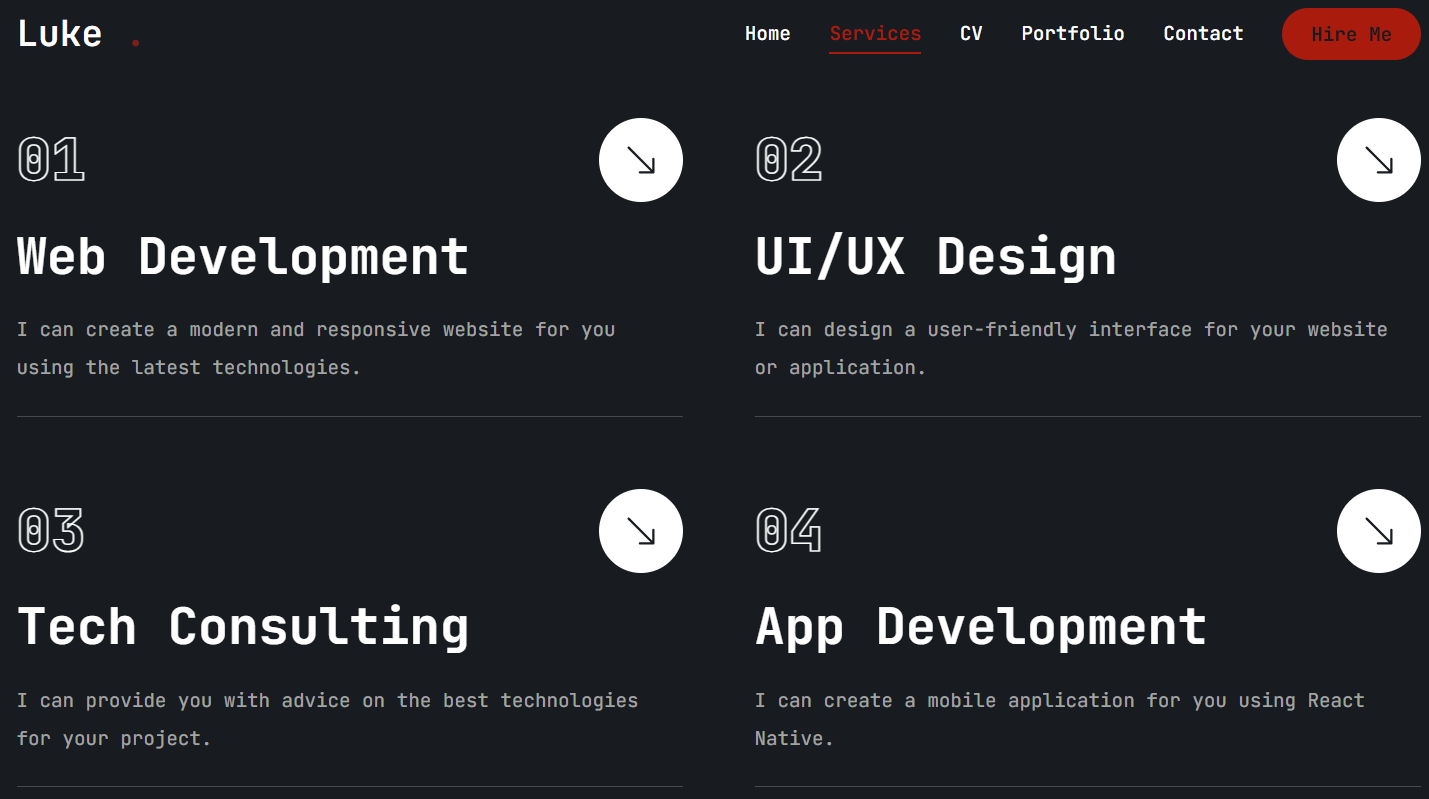 Luke .
Home Services CV Portfolio Contact Hire Me
01
Web Development
I can create a modern and responsive website for you
using the latest technologies.
02
UI/UX Design
I can design a user-friendly interface for your website
or application.
03
Tech Consulting
I can provide you with advice on the best technologies
for your project.
04
App Development
I can create a mobile application for you using React
Native.